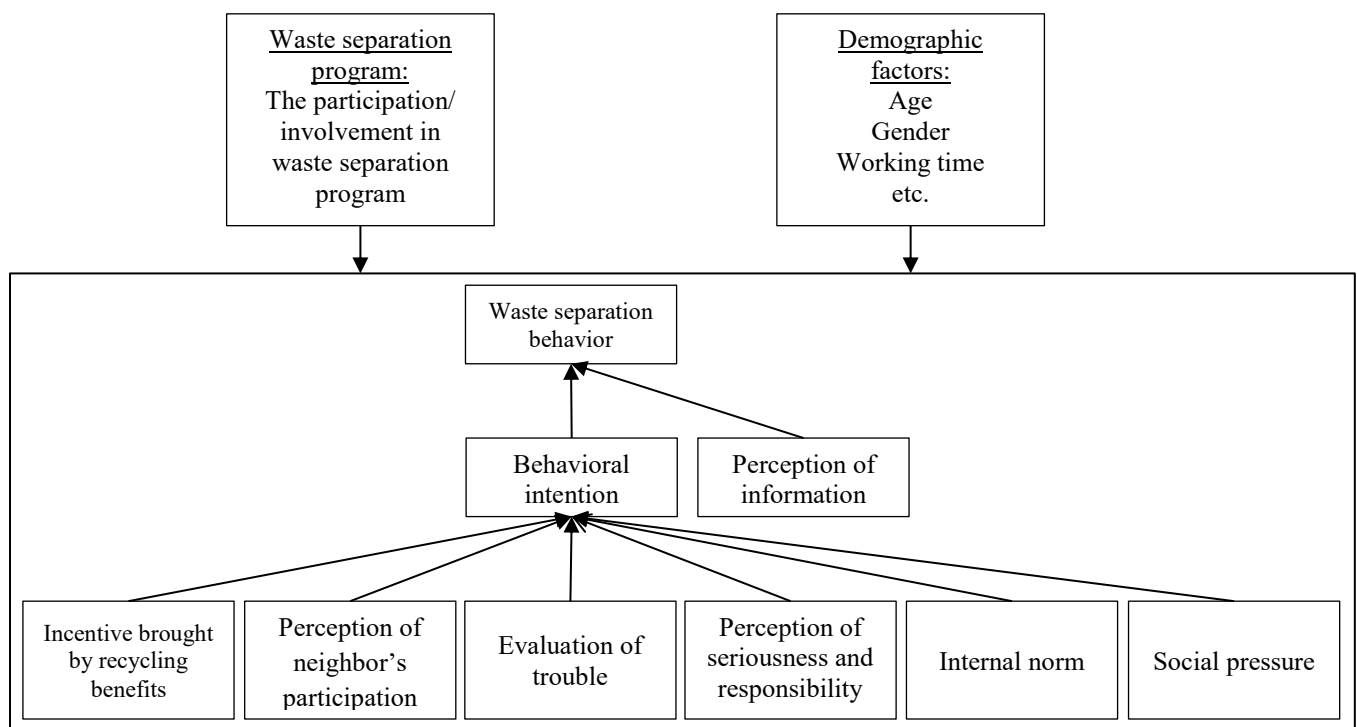 Waste separation
program:
The participation/
involvement in
waste separation
program
Demographic
factors:
Age
Gender
Working time
etc.
Waste separation
behavior
Behavioral
intention
Perception of
information
Incentive brought
by recycling
benefits
Perception of
neighbor’s
participation
Evaluation of
trouble
Perception of
seriousness and
responsibility
Internal norm
Social pressure